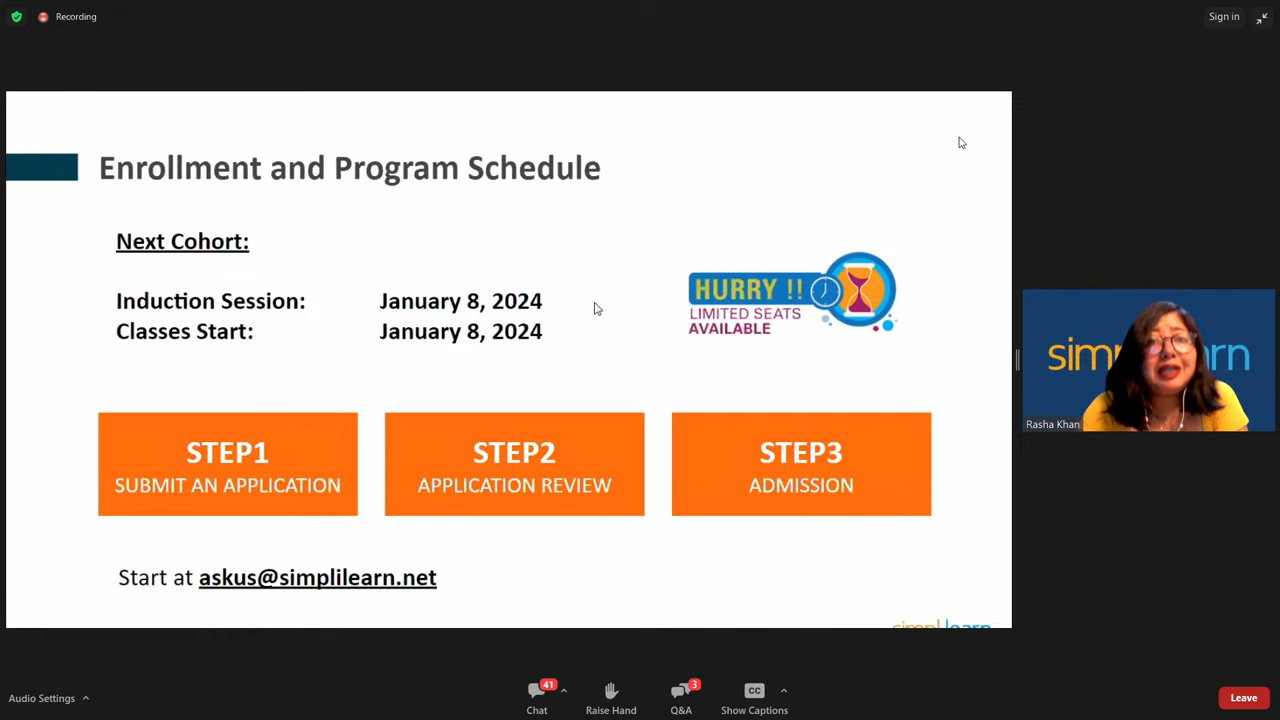 Recording
Sign in
Enrollment and Program Schedule
Next Cohort:
Induction Session: January 8, 2024
Classes Start: January 8, 2024
HURRY !!
LIMITED SEATS
AVAILABLE
STEP1
SUBMIT AN APPLICATION
STEP2
APPLICATION REVIEW
STEP3
ADMISSION
Start at askus@simplilearn.net
simplilearn
Rasha Khan
Audio Settings
41
Chat
Raise Hand
3
Q&A
CC
Show Captions
Leave